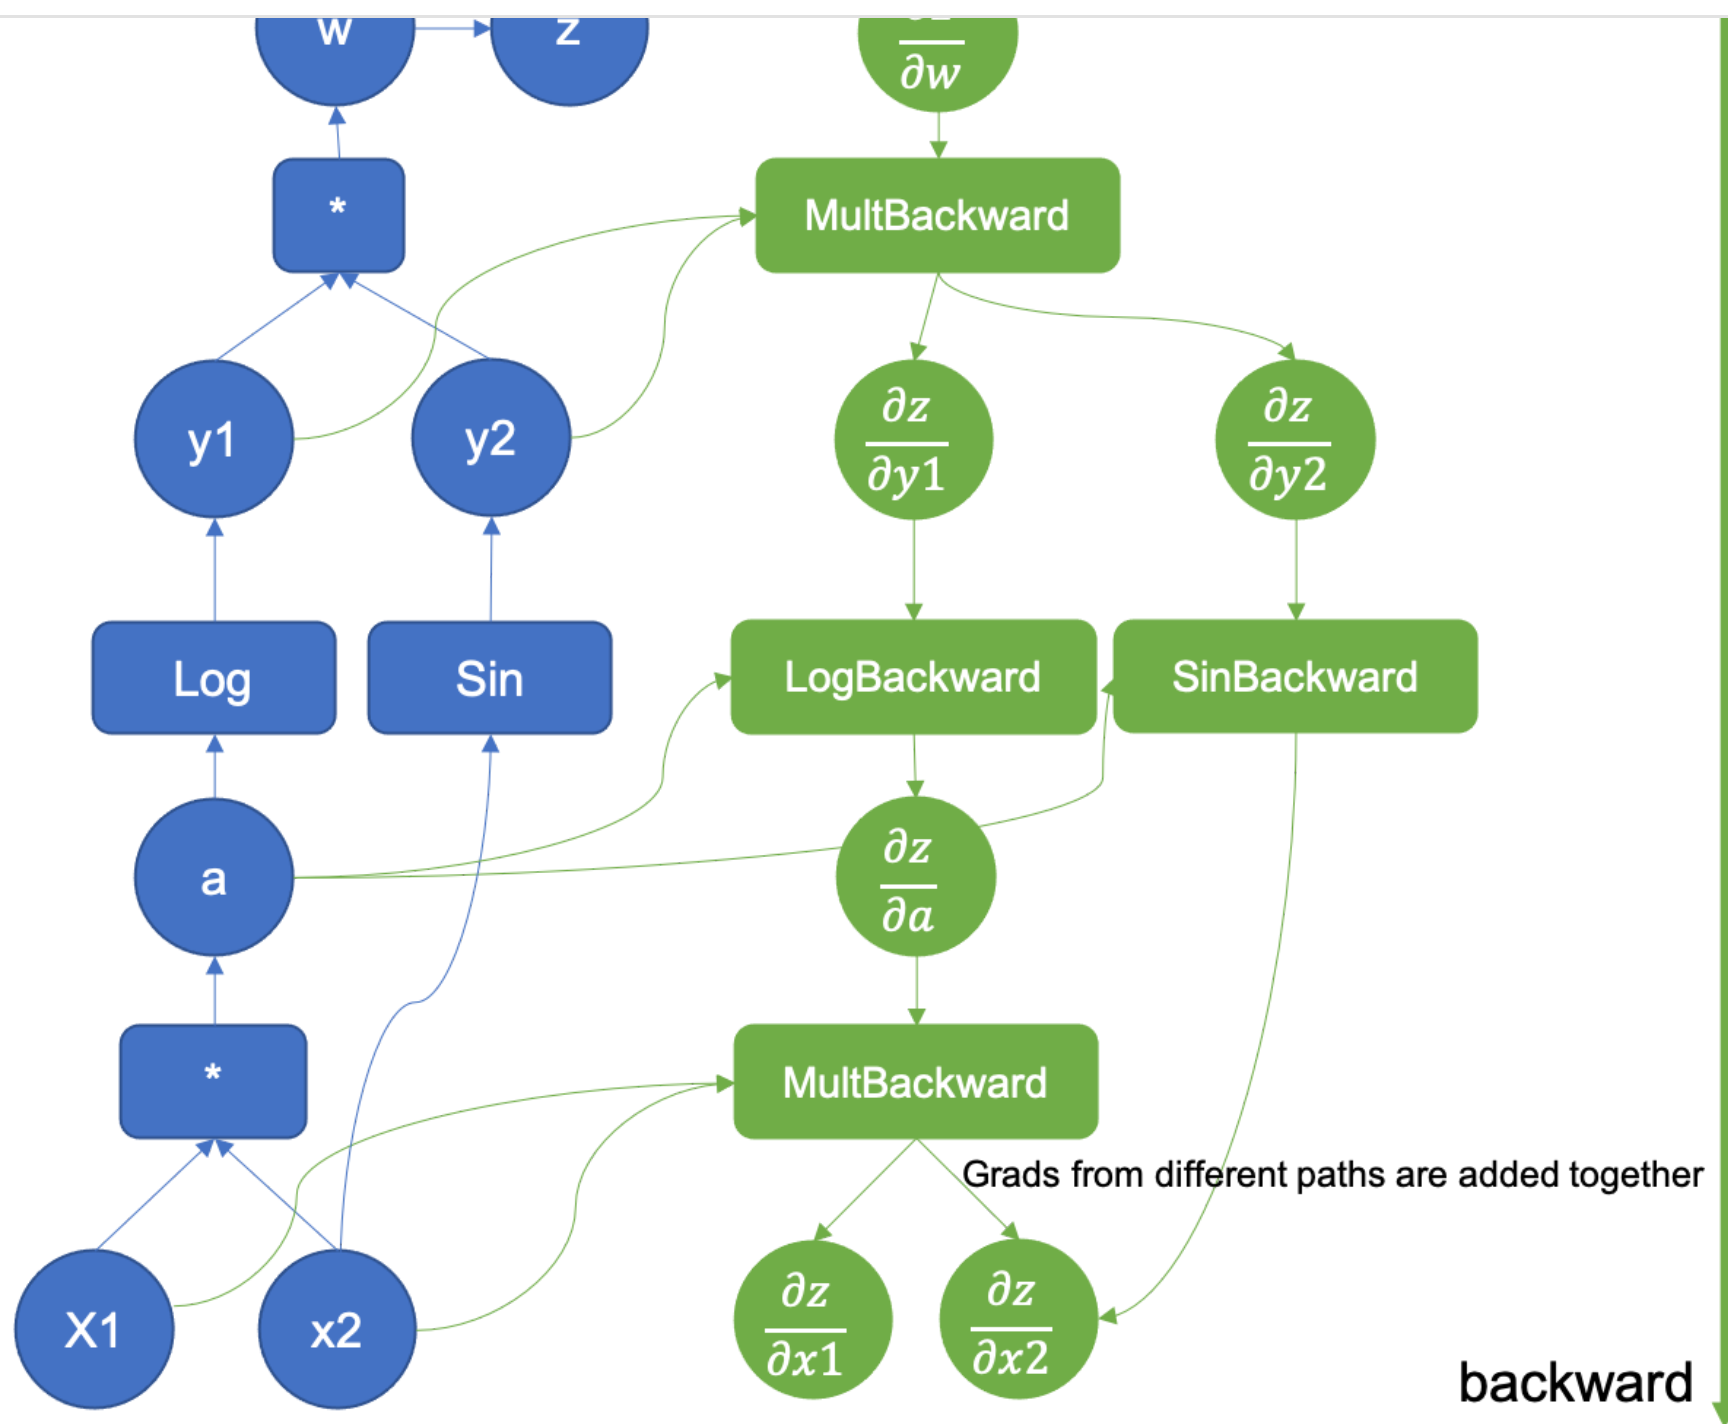 w
z
∂w
*
MultBackward
y1
y2
∂z
∂y1
∂z
∂y2
Log
Sin
LogBackward
SinBackward
a
∂z
∂a
*
MultBackward
Grads from different paths are added together
X1
x2
∂z
∂x1
∂z
∂x2
backward